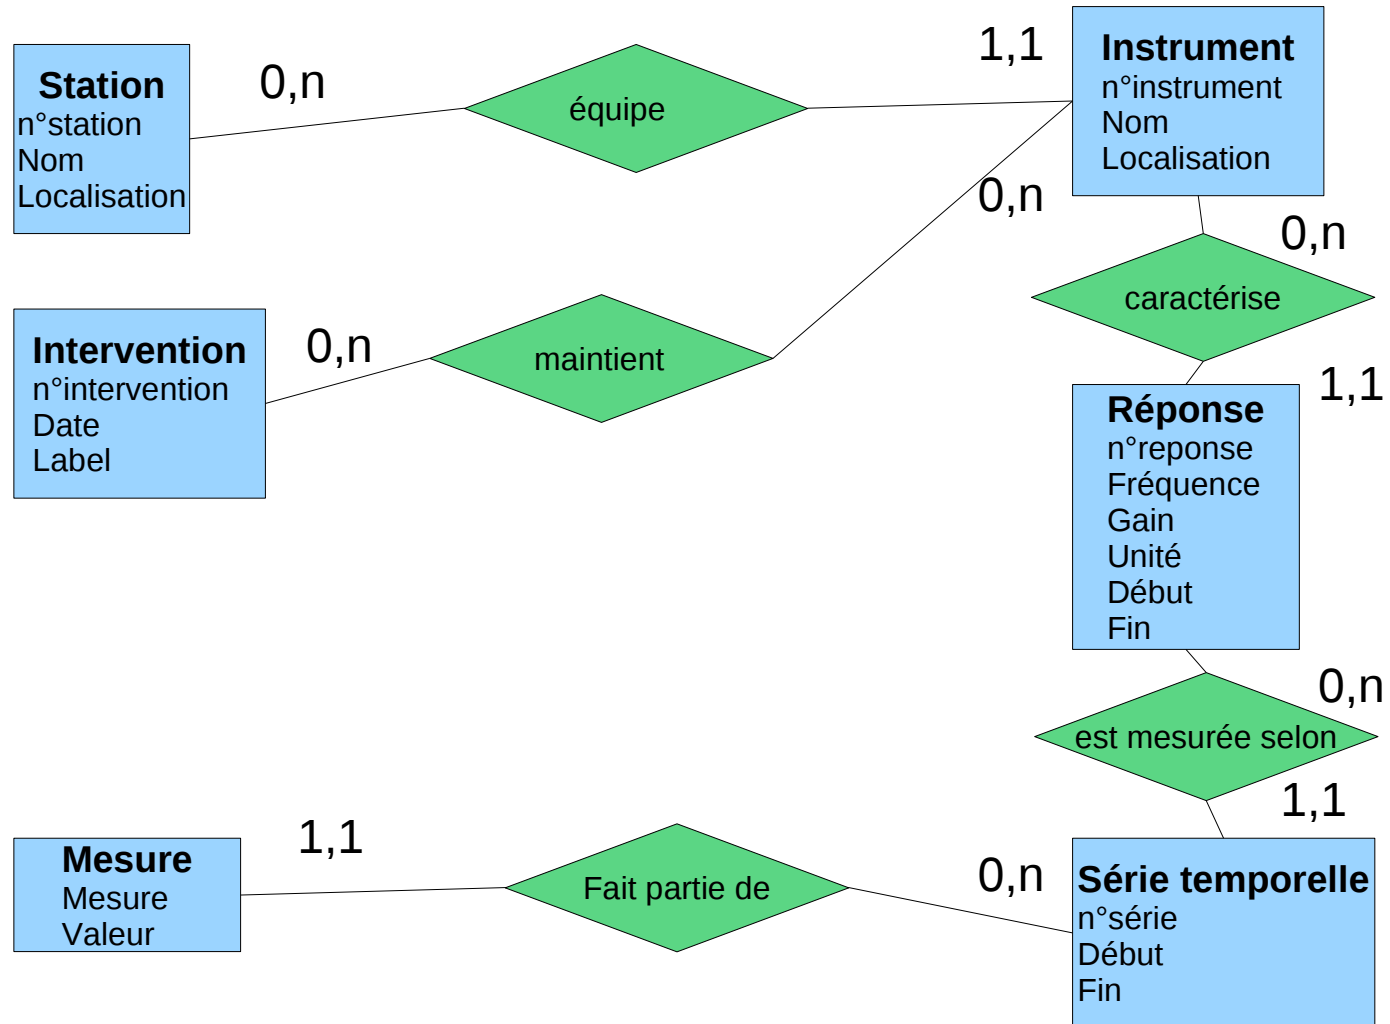 Station
n°station
Nom
Localisation
0,n
équipe
1,1
Instrument
n°instrument
Nom
Localisation
0,n
0,n
caractérise
1,1
Intervention
n°intervention
Date
Label
0,n
maintient
Réponse
n°reponse
Fréquence
Gain
Unité
Début
Fin
0,n
est mesurée selon
1,1
Mesure
Mesure
Valeur
1,1
Fait partie de
0,n
Série temporelle
n°série
Début
Fin